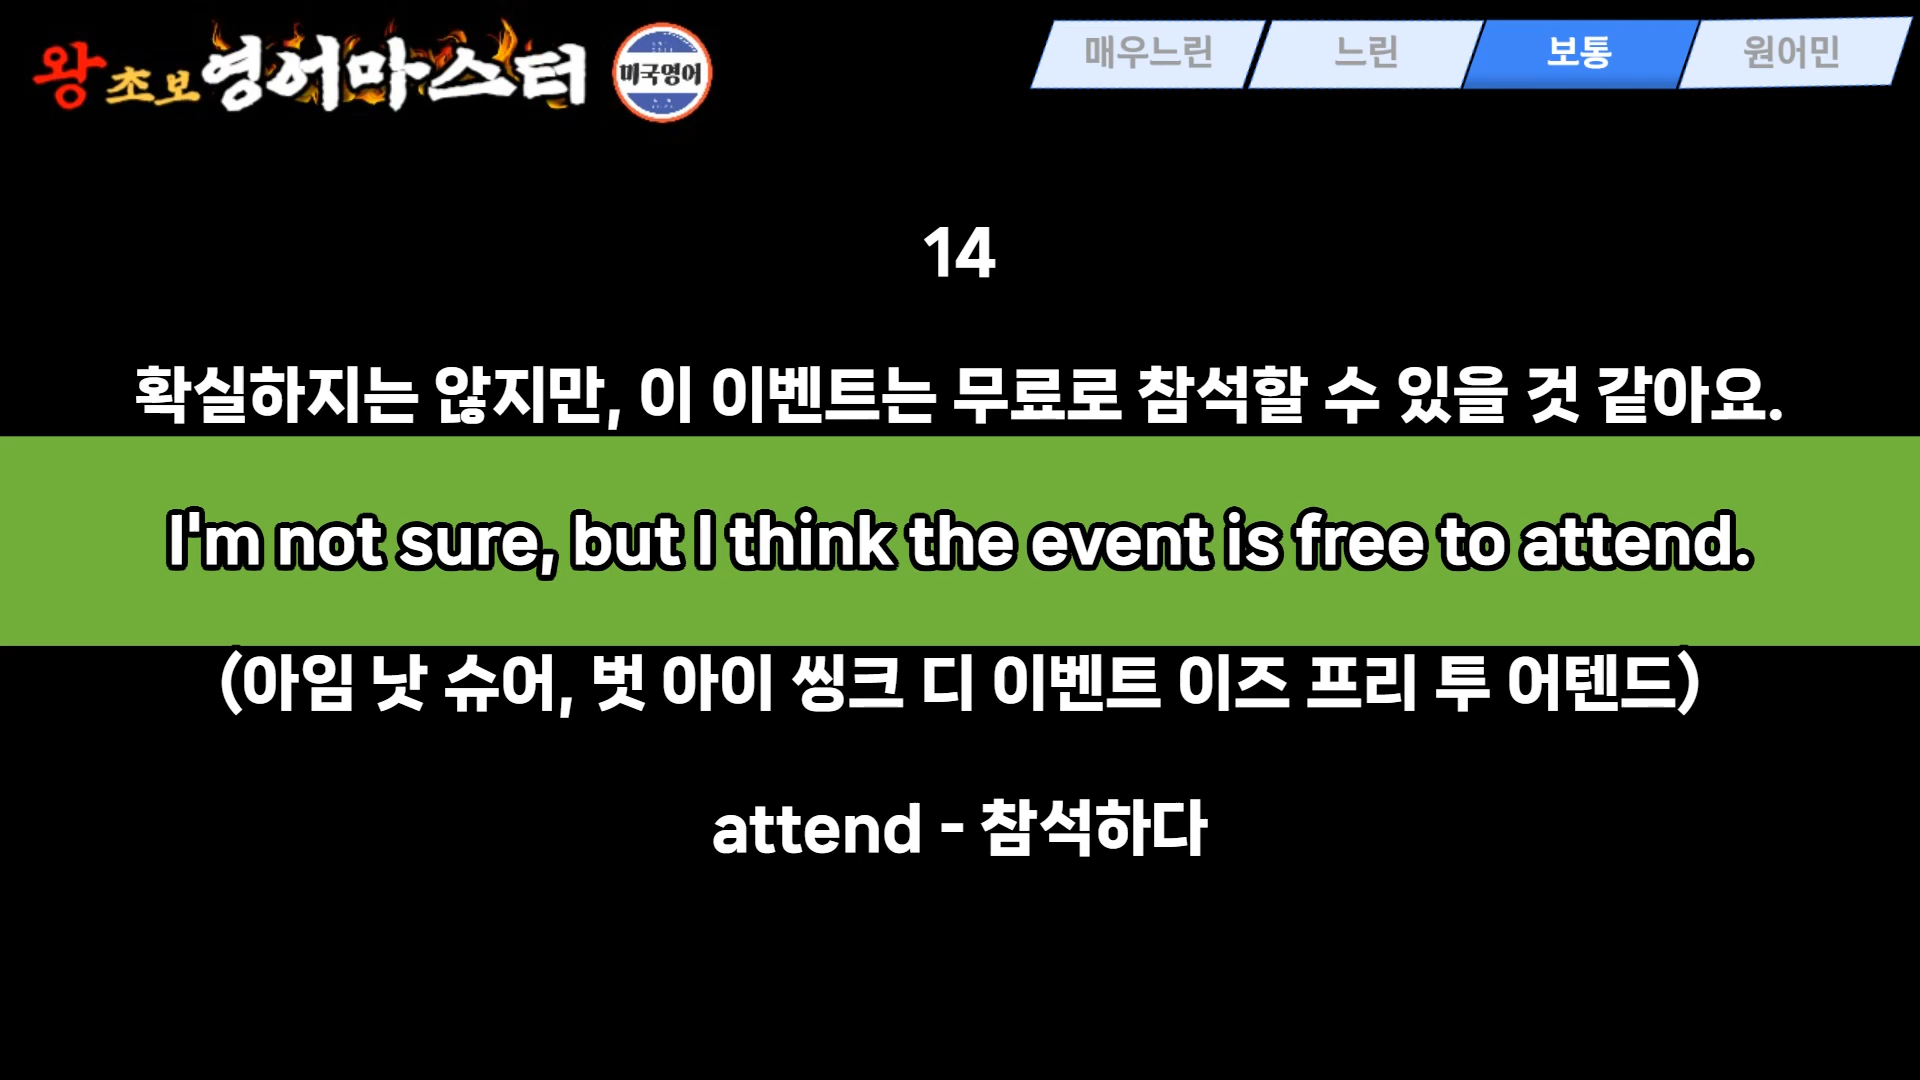 왕초보영어마스터 미국영어
매우느린 느린 보통 원어민
14
확실하지는 않지만, 이 이벤트는 무료로 참석할 수 있을 것 같아요.
I'm not sure, but I think the event is free to attend.
(아임 낫 슈어, 벗 아이 씽크 디 이벤트 이즈 프리 투 어텐드)
attend - 참석하다